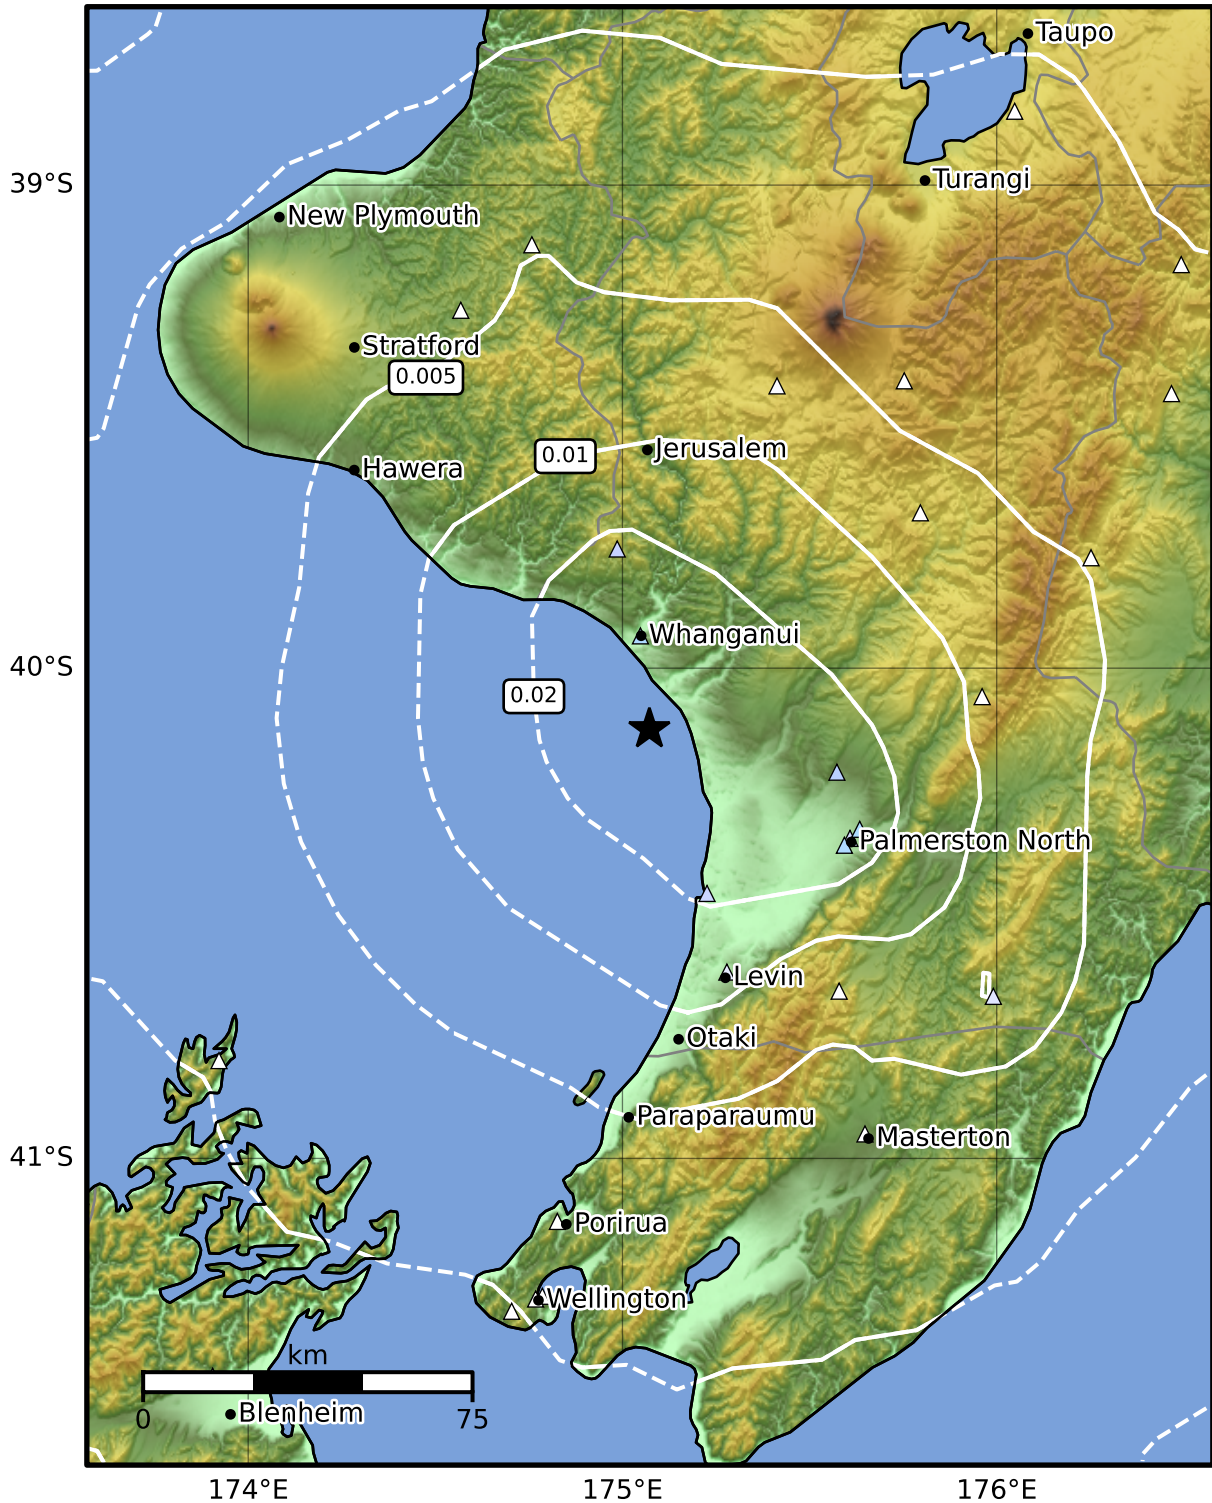 Taupo
39°S
Turangi
New Plymouth
Stratford
0.005
0.01
Jerusalem
Hawera
Whanganui
40°S
0.02
Palmerston North
Levin
Otaki
Paraparaumu
Masterton
41°S
Porirua
Wellington
km
0 75
Blenheim
174°E 175°E 176°E